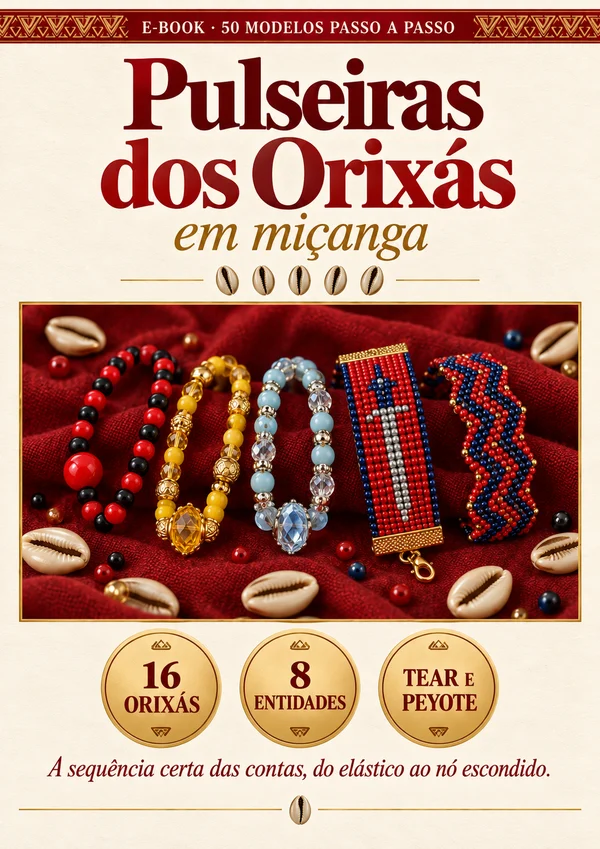 E-BOOK · 50 MODELOS PASSO A PASSO
Pulseiras
dos Orixás
em miçanga
16
ORIXÁS
8
ENTIDADES
TEAR E
PEYOTE
A sequência certa das contas, do elástico ao nó escondido.